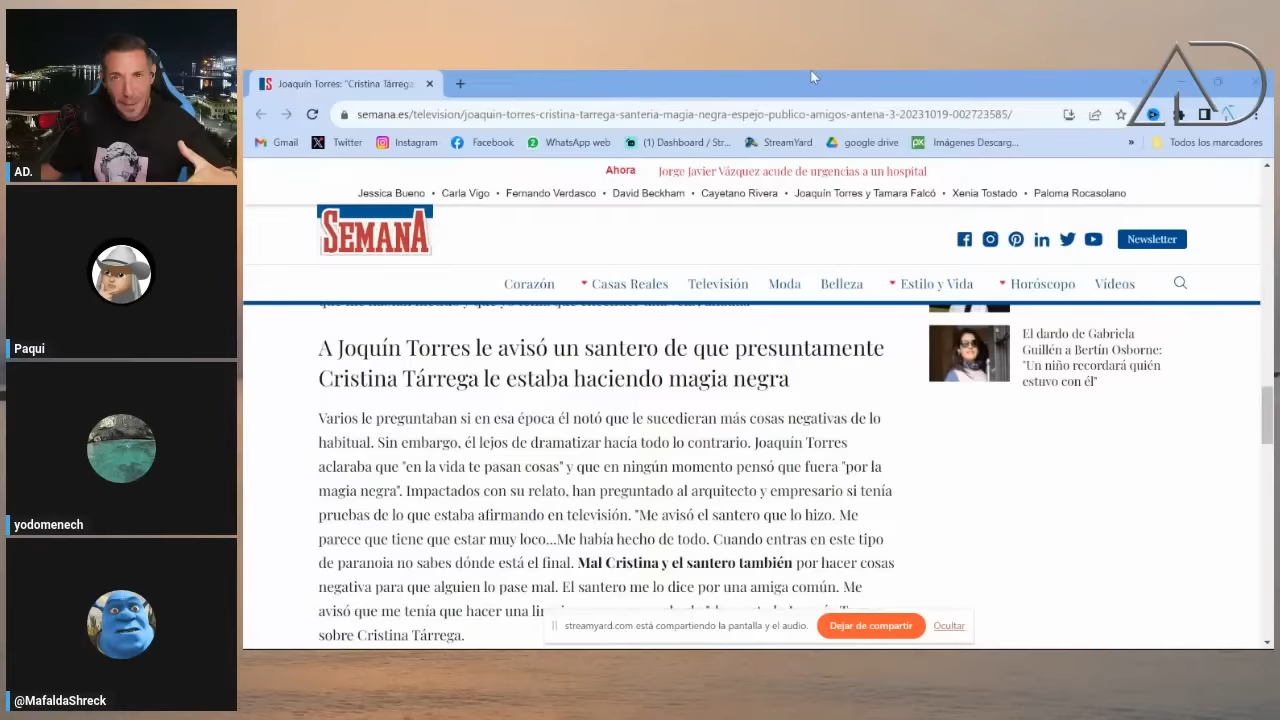 AD.
Paqui
yodomenech
@MafaldaShreck
AD
Joaquín Torres: "Cristina Tárrega
semana.es/television/joaquin-torres-cristina-tarrega-santeria-magia-negra-espejo-publico-amigos-antena-3-20231019-002723585/
Gmail Twitter Instagram Facebook WhatsApp web (1) Dashboard / Str... StreamYard google drive Imágenes Descarg... » Todos los marcadores
Ahora Jorge Javier Vázquez acude de urgencias a un hospital
Jessica Bueno • Carla Vigo • Fernando Verdasco • David Beckham • Cayetano Rivera • Joaquín Torres y Tamara Falcó • Xenia Tostado • Paloma Rocasolano
SEMANA
Newsletter
Corazón Casas Reales Televisión Moda Belleza Estilo y Vida Horóscopo Vídeos
A Joquín Torres le avisó un santero de que presuntamente
Cristina Tárrega le estaba haciendo magia negra
Varios le preguntaban si en esa época él notó que le sucedieran más cosas negativas de lo
habitual. Sin embargo, él lejos de dramatizar hacía todo lo contrario. Joaquín Torres
aclaraba que "en la vida te pasan cosas" y que en ningún momento pensó que fuera "por la
magia negra". Impactados con su relato, han preguntado al arquitecto y empresario si tenía
pruebas de lo que estaba afirmando en televisión. "Me avisó el santero que lo hizo. Me
parece que tiene que estar muy loco...Me había hecho de todo. Cuando entras en este tipo
de paranoia no sabes dónde está el final. Mal Cristina y el santero también por hacer cosas
negativa para que alguien lo pase mal. El santero me lo dice por una amiga común. Me
avisó que me tenía que hacer una
sobre Cristina Tárrega.
El dardo de Gabriela
Guillén a Bertín Osborne:
"Un niño recordará quién
estuvo con él"
streamyard.com está compartiendo la pantalla y el audio. Dejar de compartir Ocultar